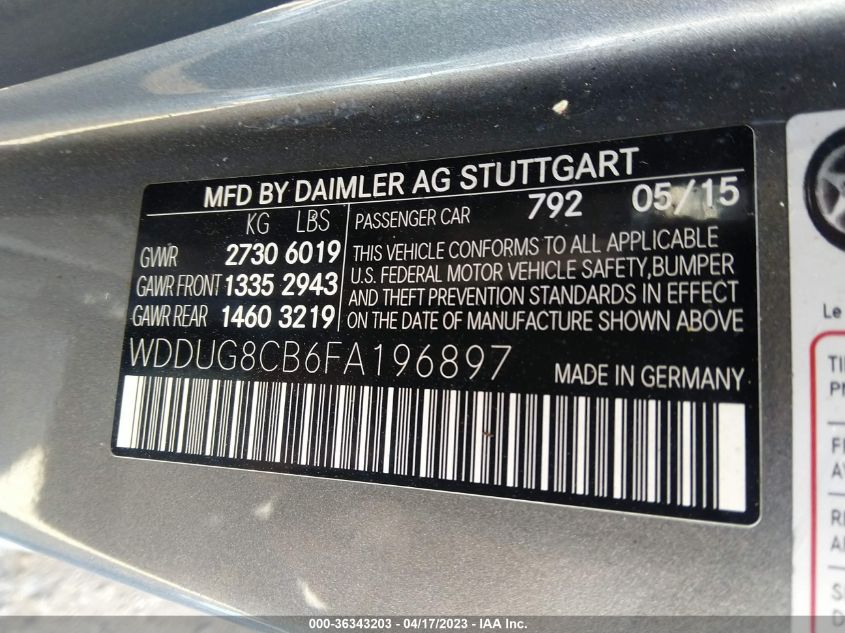 MFD BY DAIMLER AG STUTTGART
KG LBS
GVWR 2730 6019
GAWR FRONT 1335 2943
GAWR REAR 1460 3219
PASSENGER CAR 792 05/15
THIS VEHICLE CONFORMS TO ALL APPLICABLE
U.S. FEDERAL MOTOR VEHICLE SAFETY,BUMPER
AND THEFT PREVENTION STANDARDS IN EFFECT
ON THE DATE OF MANUFACTURE SHOWN ABOVE
WDDUG8CB6FA196897
MADE IN GERMANY
Le
000-36343203 - 04/17/2023 - IAA Inc.